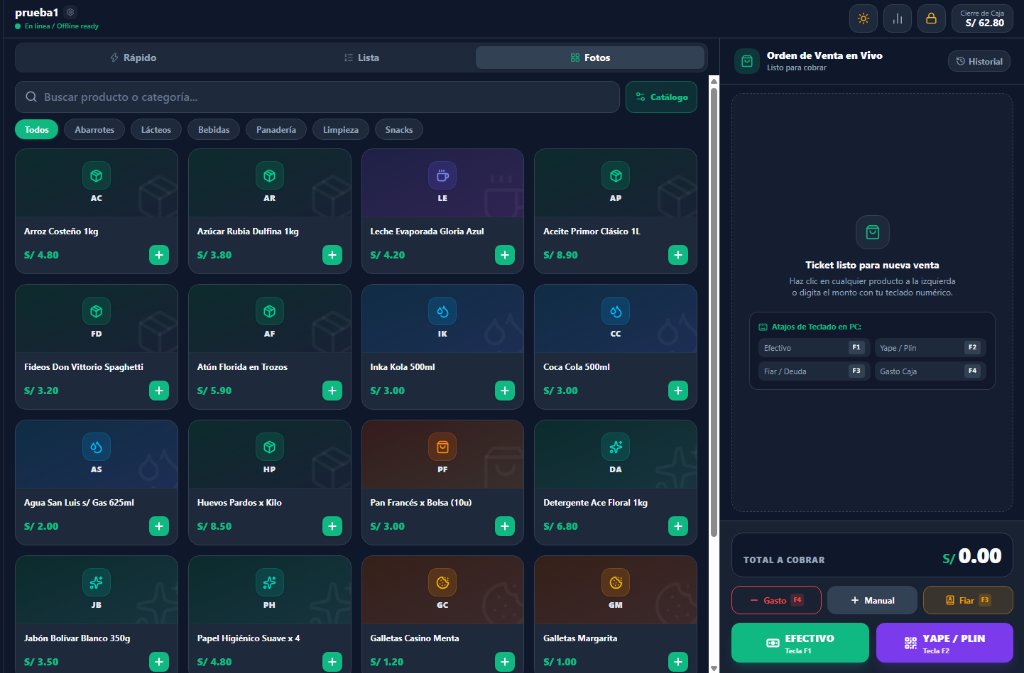 prueba1
En línea / Offline ready
Cierre de Caja
S/ 62.80
Rápido
Lista
Fotos
Buscar producto o categoría...
Catálogo
Todos
Abarrotes
Lácteos
Bebidas
Panadería
Limpieza
Snacks
AC
Arroz Costeño 1kg
S/ 4.80
AR
Azúcar Rubia Dulfina 1kg
S/ 3.80
LE
Leche Evaporada Gloria Azul
S/ 4.20
AP
Aceite Primor Clásico 1L
S/ 8.90
FD
Fideos Don Vittorio Spaghetti
S/ 3.20
AF
Atún Florida en Trozos
S/ 5.90
IK
Inka Kola 500ml
S/ 3.00
CC
Coca Cola 500ml
S/ 3.00
AS
Agua San Luis s/ Gas 625ml
S/ 2.00
HP
Huevos Pardos x Kilo
S/ 8.50
PF
Pan Francés x Bolsa (10u)
S/ 3.00
DA
Detergente Ace Floral 1kg
S/ 6.80
JB
Jabón Bolívar Blanco 350g
S/ 3.50
PH
Papel Higiénico Suave x 4
S/ 4.80
GC
Galletas Casino Menta
S/ 1.20
GM
Galletas Margarita
S/ 1.00
Orden de Venta en Vivo
Listo para cobrar
Historial
Ticket listo para nueva venta
Haz clic en cualquier producto a la izquierda
o digita el monto con tu teclado numérico.
Atajos de Teclado en PC:
Efectivo F1
Yape / Plin F2
Fiar / Deuda F3
Gasto Caja F4
TOTAL A COBRAR
S/ 0.00
Gasto F4
+ Manual
Fiar F3
EFECTIVO
Tecla F1
YAPE / PLIN
Tecla F2